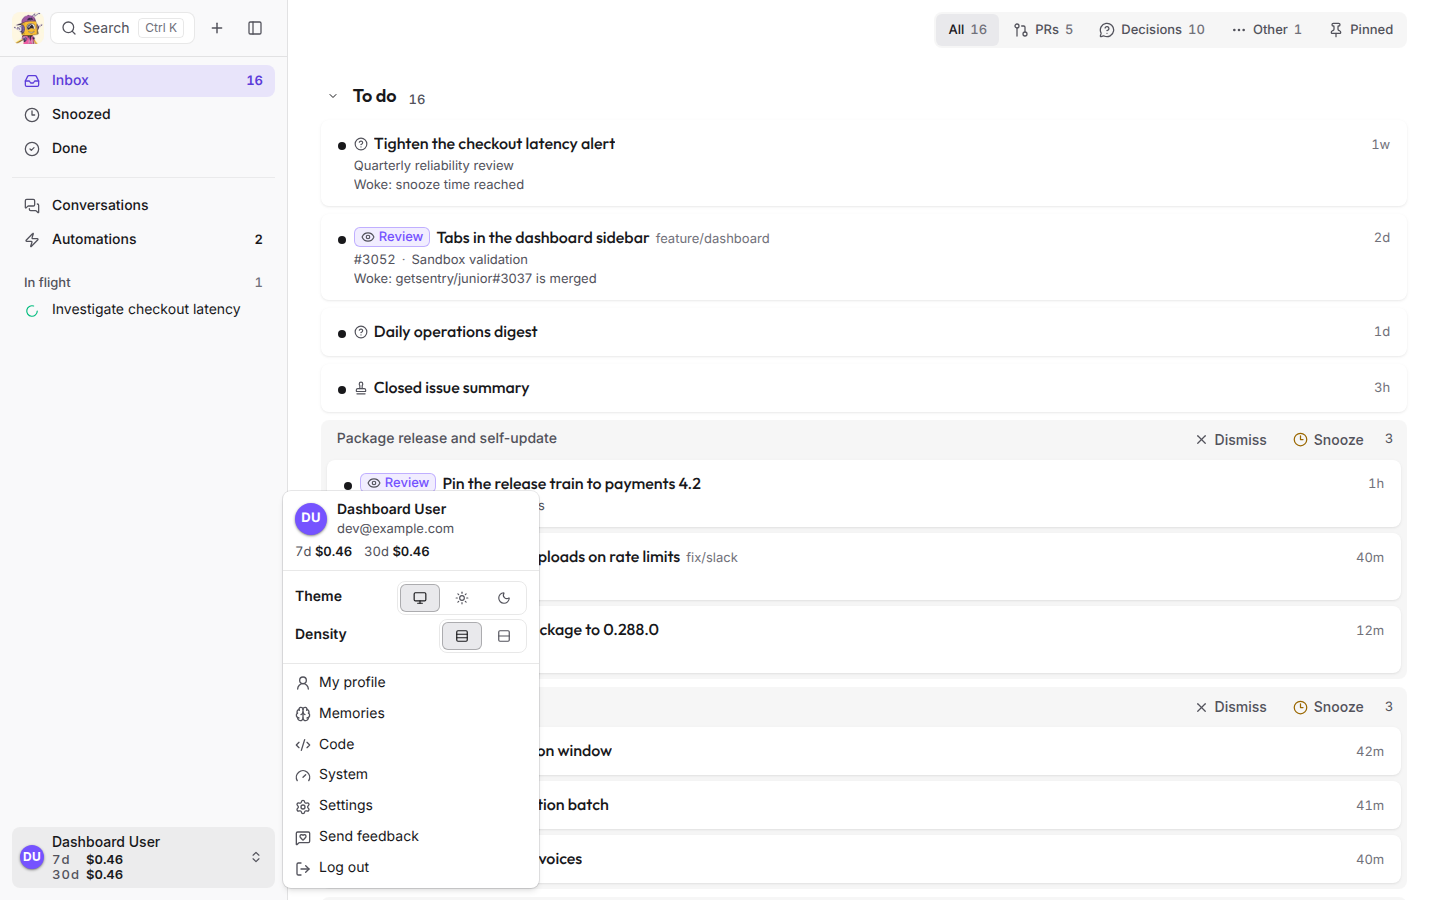 Search Ctrl K
All 16 PRs 5 Decisions 10 Other 1 Pinned
Inbox 16
Snoozed
Done
Conversations
Automations 2
In flight 1
Investigate checkout latency
To do 16
Tighten the checkout latency alert 1w
Quarterly reliability review
Woke: snooze time reached
Review Tabs in the dashboard sidebar feature/dashboard 2d
#3052 · Sandbox validation
Woke: getsentry/junior#3037 is merged
Daily operations digest 1d
Closed issue summary 3h
Package release and self-update Dismiss Snooze 3
Review Pin the release train to payments 4.2 1h
s
ploads on rate limits fix/slack 40m
ckage to 0.288.0 12m
Dismiss Snooze 3
on window 42m
tion batch 41m
voices 40m
DU Dashboard User
dev@example.com
7d $0.46 30d $0.46
Theme
Density
My profile
Memories
Code
System
Settings
Send feedback
Log out
DU Dashboard User
7d $0.46
30d $0.46